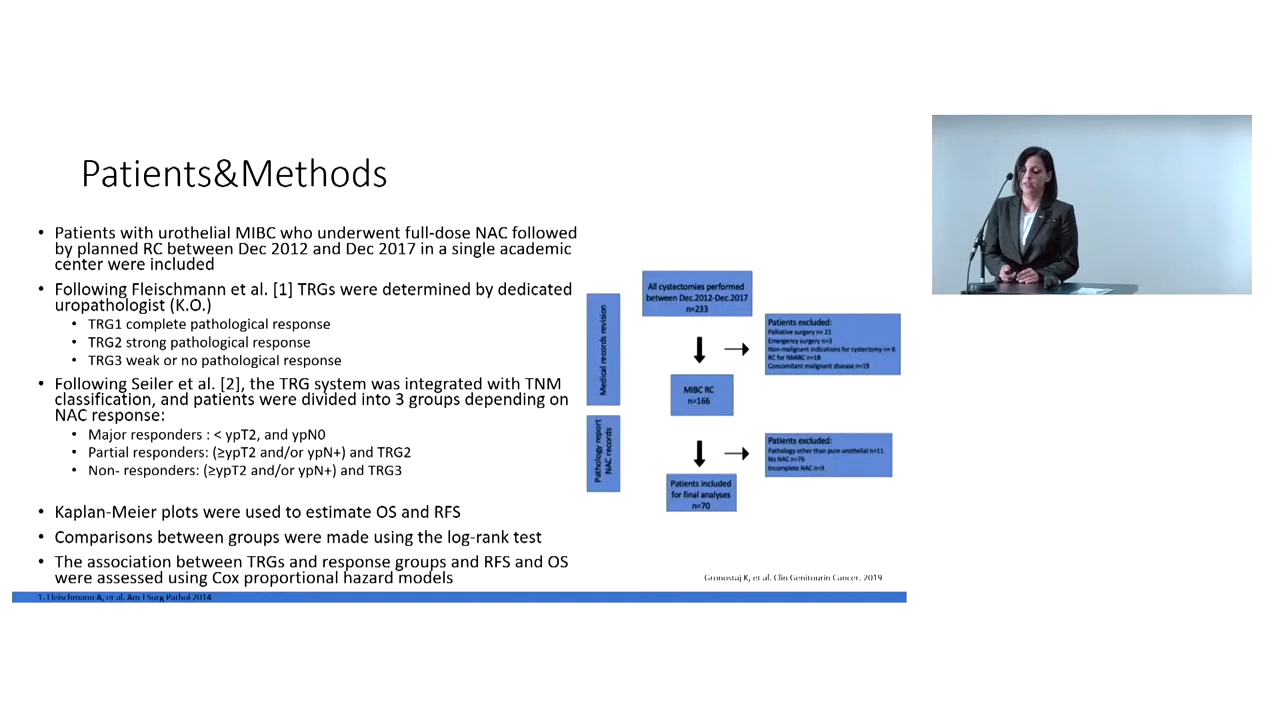 Patients&Methods
• Patients with urothelial MIBC who underwent full-dose NAC followed
by planned RC between Dec 2012 and Dec 2017 in a single academic
center were included
• Following Fleischmann et al. [1] TRGs were determined by dedicated
uropathologist (K.O.)
• TRG1 complete pathological response
• TRG2 strong pathological response
• TRG3 weak or no pathological response
• Following Seiler et al. [2], the TRG system was integrated with TNM
classification, and patients were divided into 3 groups depending on
NAC response:
• Major responders : < ypT2, and ypN0
• Partial responders: (≥ypT2 and/or ypN+) and TRG2
• Non- responders: (≥ypT2 and/or ypN+) and TRG3
• Kaplan-Meier plots were used to estimate OS and RFS
• Comparisons between groups were made using the log-rank test
• The association between TRGs and response groups and RFS and OS
were assessed using Cox proportional hazard models
1. Fleischmann A, et al. Am J Surg Pathol 2014
Medical records revision
Pathology report
NAC records
All cystectomies performed
between Dec.2012-Dec.2017
n=233
Patients excluded:
Palliative surgery n= 21
Emergency surgery n=3
Non-malignant indications for cystectomy n= 6
RC for NMIBC n=18
Concomitant malignant disease n=19
MIBC RC
n=166
Patients excluded:
Pathology other than pure urothelial n=11
No NAC n=76
Incomplete NAC n=9
Patients included
for final analyses
n=70
Gronostaj K, et al. Clin Genitourin Cancer. 2019